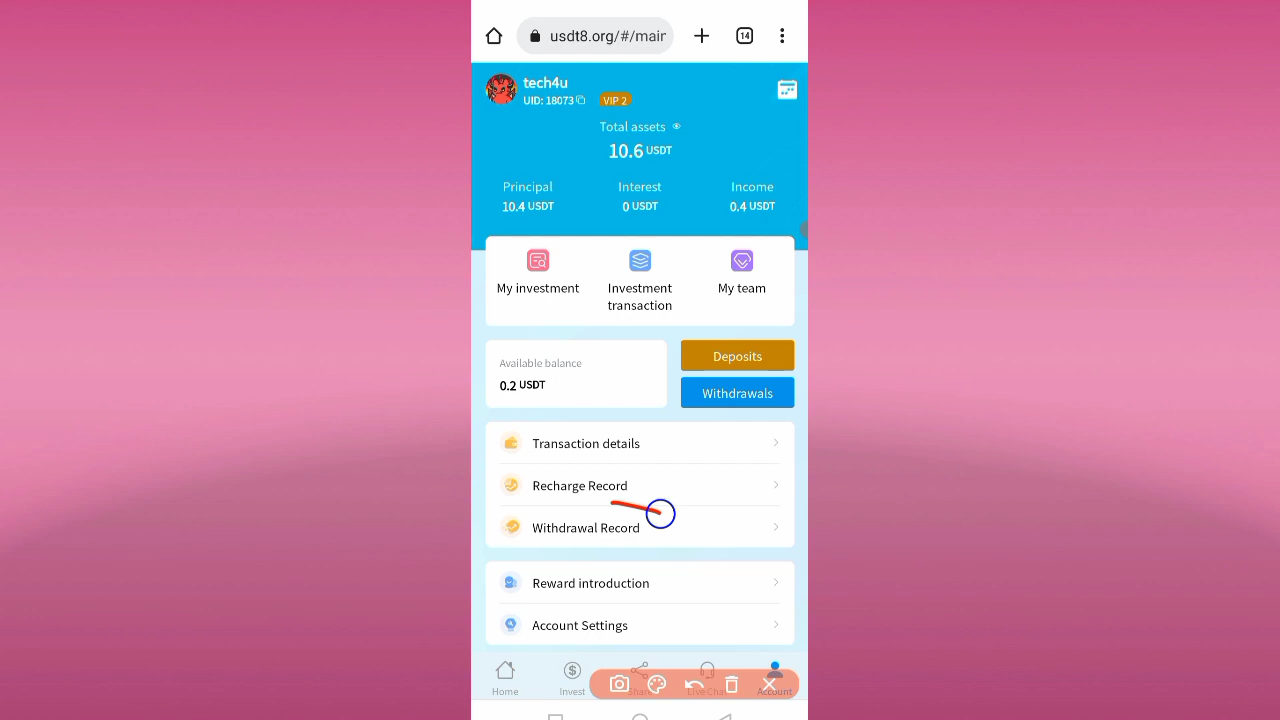 usdt8.org/#/main
14
tech4u
UID: 18073
VIP 2
Total assets
10.6 USDT
Principal
Interest
Income
10.4 USDT
0 USDT
0.4 USDT
My investment
Investment
transaction
My team
Available balance
0.2 USDT
Deposits
Withdrawals
Transaction details
Recharge Record
Withdrawal Record
Reward introduction
Account Settings
Home
Invest
Share
Live Chat
Account